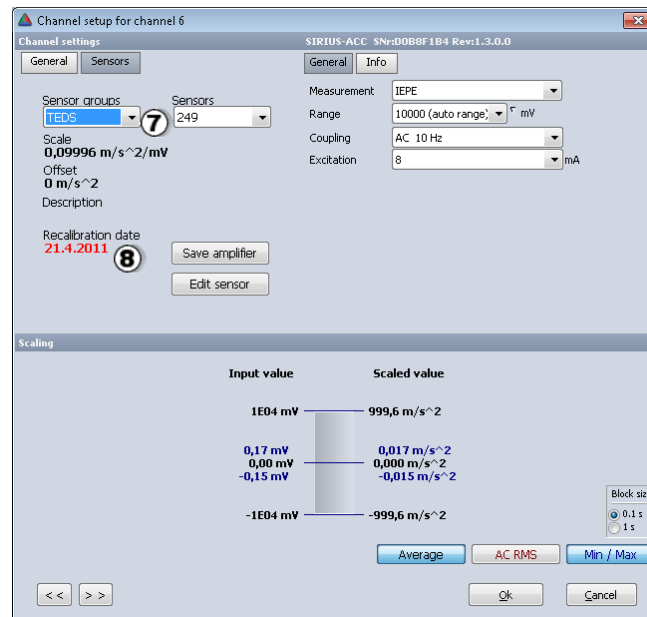 Channel setup for channel 6
Channel settings
SIRIUS-ACC SNr:D0B8F1B4 Rev:1.3.0.0
General Sensors
General Info
Sensor groups Sensors
TEDS 7 249
Scale
0,09996 m/s^2/mV
Offset
0 m/s^2
Description
Recalibration date
21.4.2011 8
Save amplifier
Edit sensor
Measurement IEPE
Range 10000 (auto range) mV
Coupling AC 10 Hz
Excitation 8 mA
Scaling
Input value Scaled value
1E04 mV 999,6 m/s^2
0,17 mV 0,017 m/s^2
0,00 mV 0,000 m/s^2
-0,15 mV -0,015 m/s^2
-1E04 mV -999,6 m/s^2
Block siz
0.1 s
1 s
Average AC RMS Min / Max
<< >> Ok Cancel